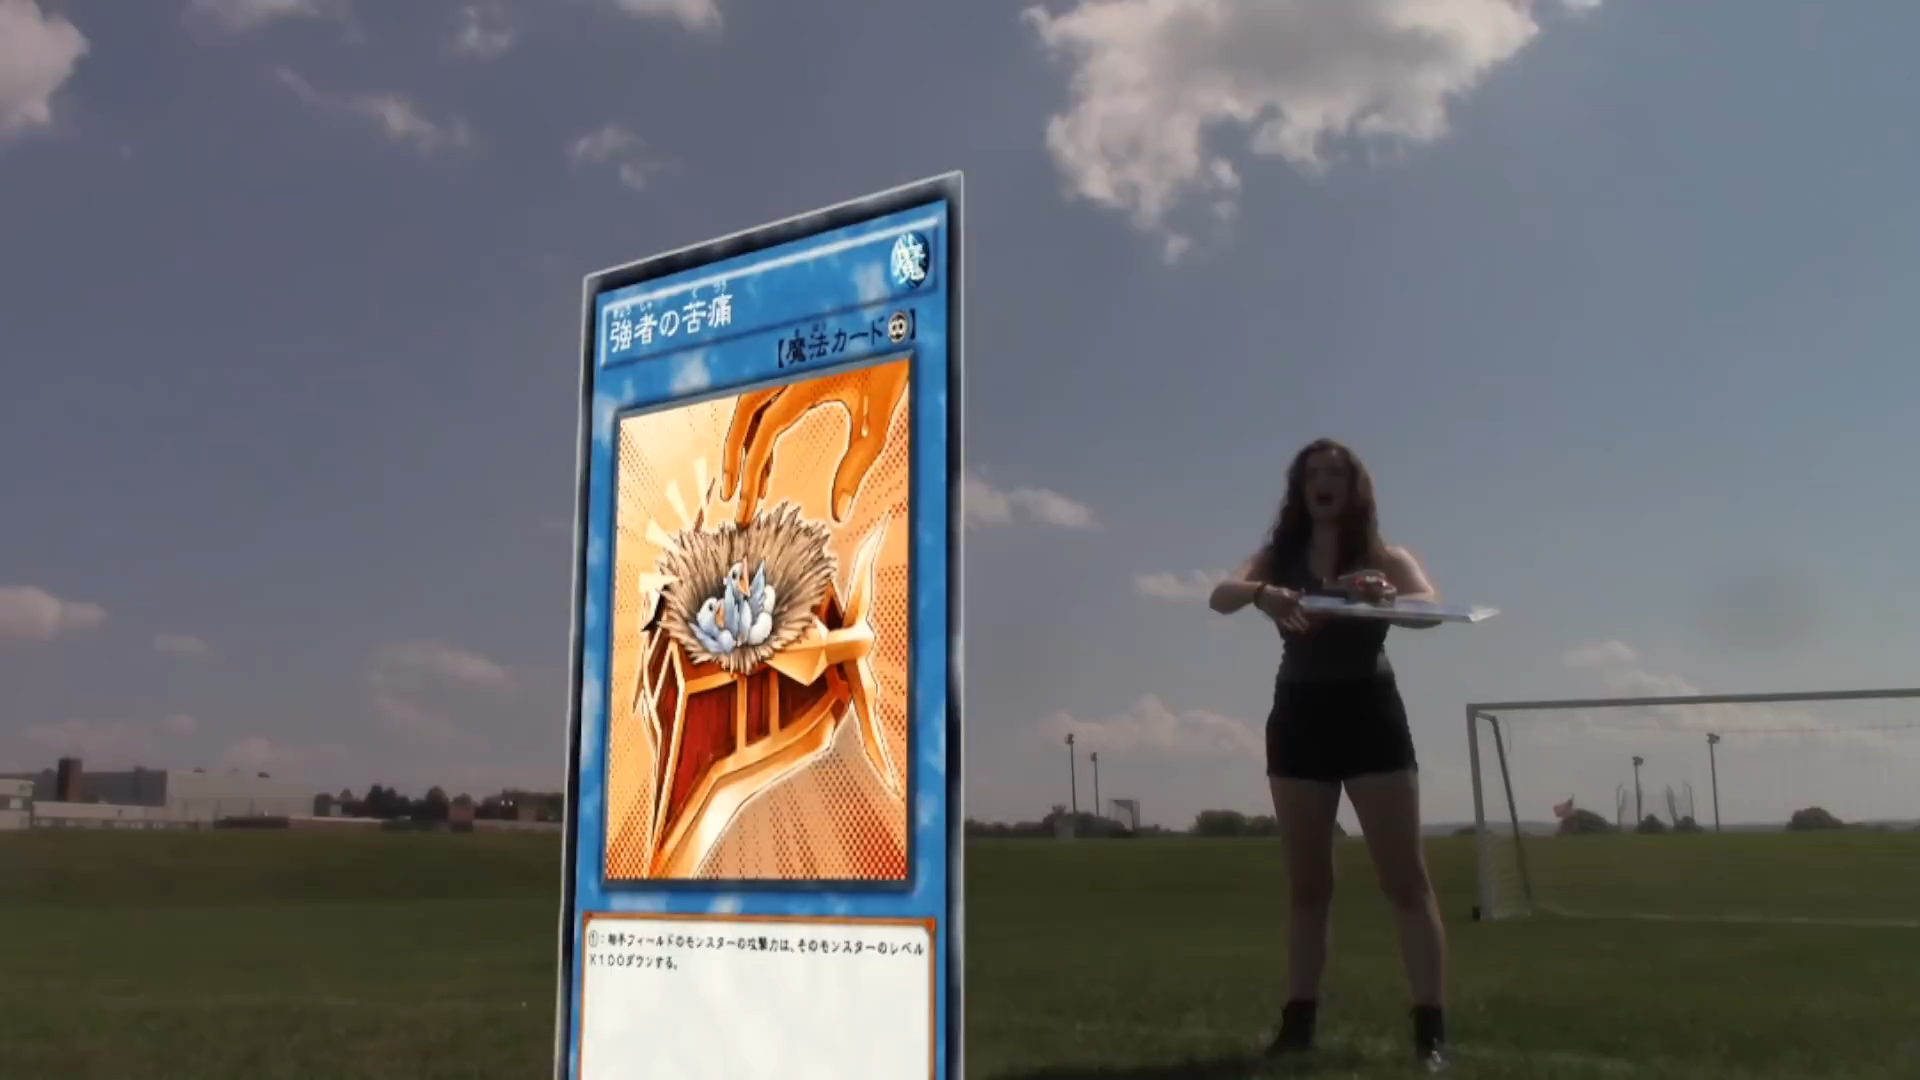 強者の苦痛
魔
【魔法カード∞】
①：相手フィールドのモンスターの攻撃力は、そのモンスターのレベル
×１００ダウンする。